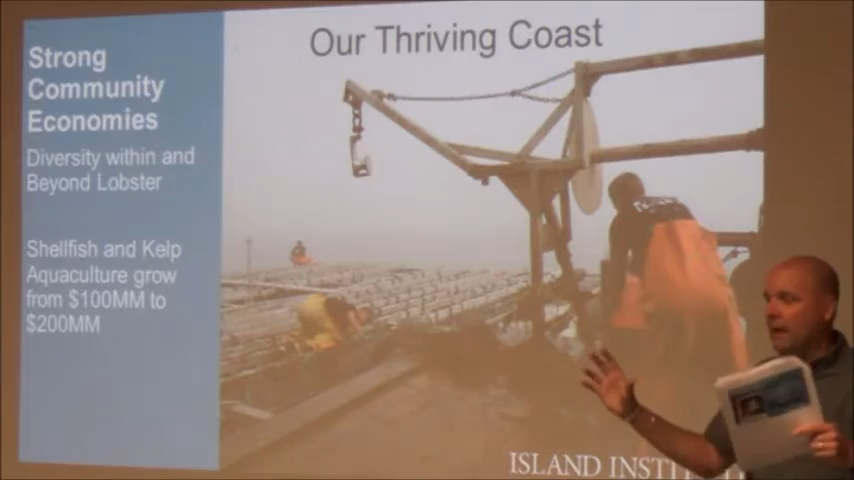 Our Thriving Coast
Strong
Community
Economies
Diversity within and
Beyond Lobster
Shellfish and Kelp
Aquaculture grow
from $100MM to
$200MM
ISLAND